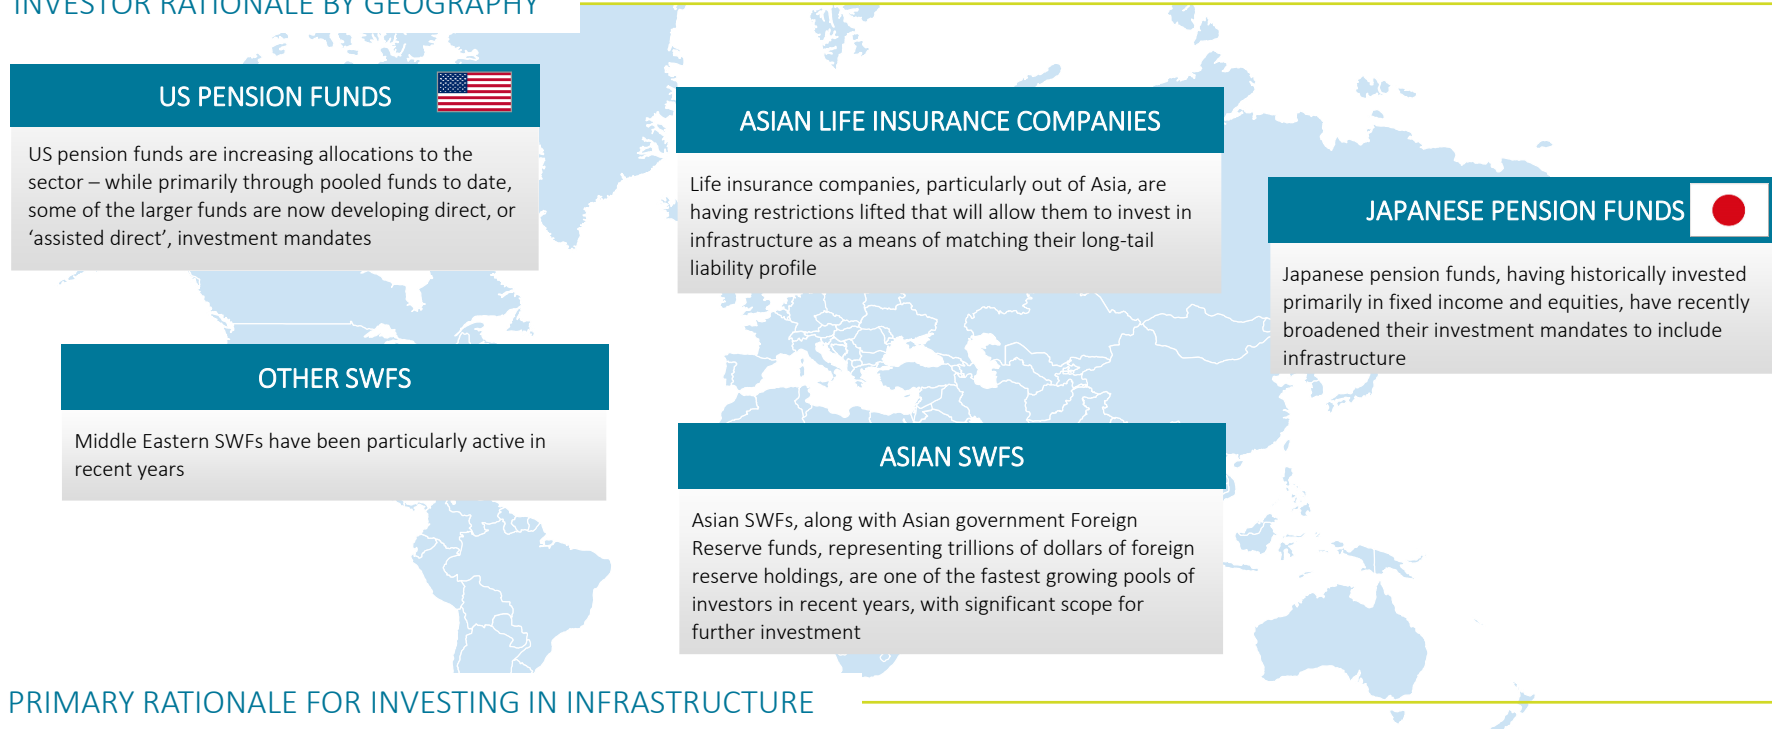 INVESTOR RATIONALE BY GEOGRAPHY
US PENSION FUNDS
US pension funds are increasing allocations to the
sector – while primarily through pooled funds to date,
some of the larger funds are now developing direct, or
‘assisted direct’, investment mandates
ASIAN LIFE INSURANCE COMPANIES
Life insurance companies, particularly out of Asia, are
having restrictions lifted that will allow them to invest in
infrastructure as a means of matching their long-tail
liability profile
JAPANESE PENSION FUNDS
Japanese pension funds, having historically invested
primarily in fixed income and equities, have recently
broadened their investment mandates to include
infrastructure
OTHER SWFS
Middle Eastern SWFs have been particularly active in
recent years
ASIAN SWFS
Asian SWFs, along with Asian government Foreign
Reserve funds, representing trillions of dollars of foreign
reserve holdings, are one of the fastest growing pools of
investors in recent years, with significant scope for
further investment
PRIMARY RATIONALE FOR INVESTING IN INFRASTRUCTURE